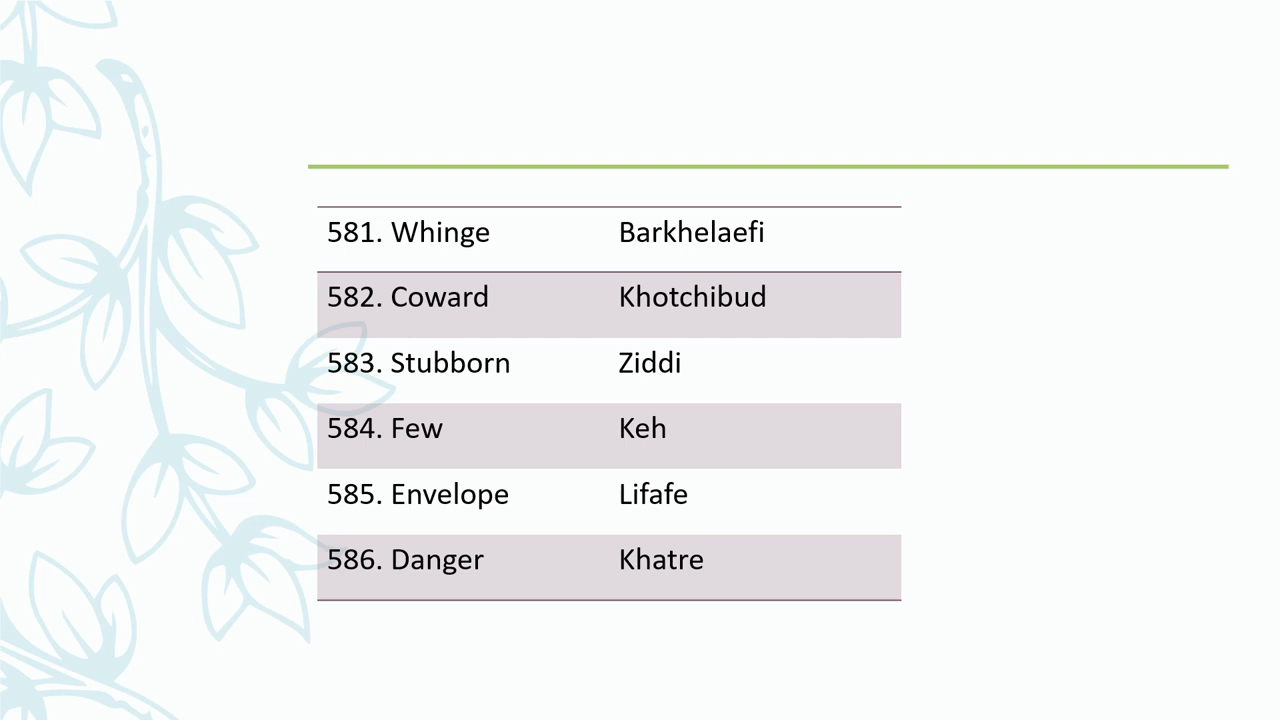 581. Whinge Barkhelaefi
582. Coward Khotchibud
583. Stubborn Ziddi
584. Few Keh
585. Envelope Lifafe
586. Danger Khatre